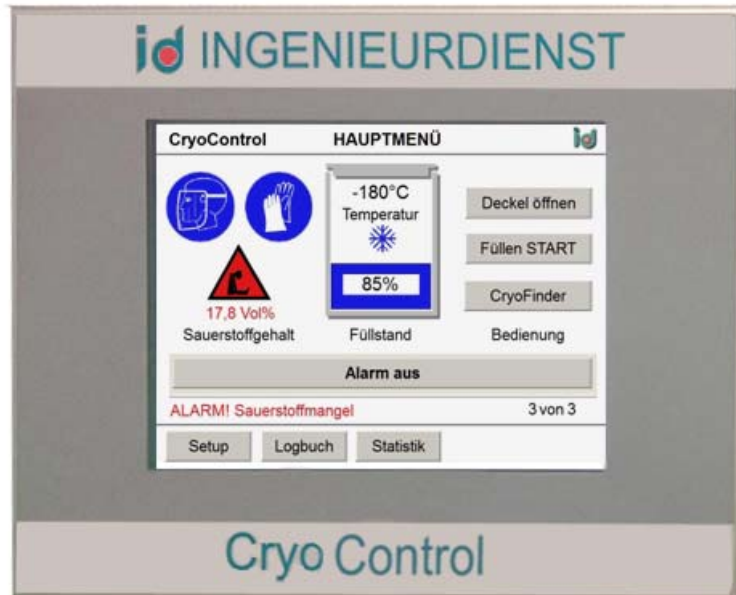 id INGENIEURDIENST
CryoControl HAUPTMENÜ id
-180°C
Temperatur
85%
17,8 Vol%
Sauerstoffgehalt
Füllstand
Deckel öffnen
Füllen START
CryoFinder
Bedienung
Alarm aus
ALARM! Sauerstoffmangel 3 von 3
Setup Logbuch Statistik
Cryo Control